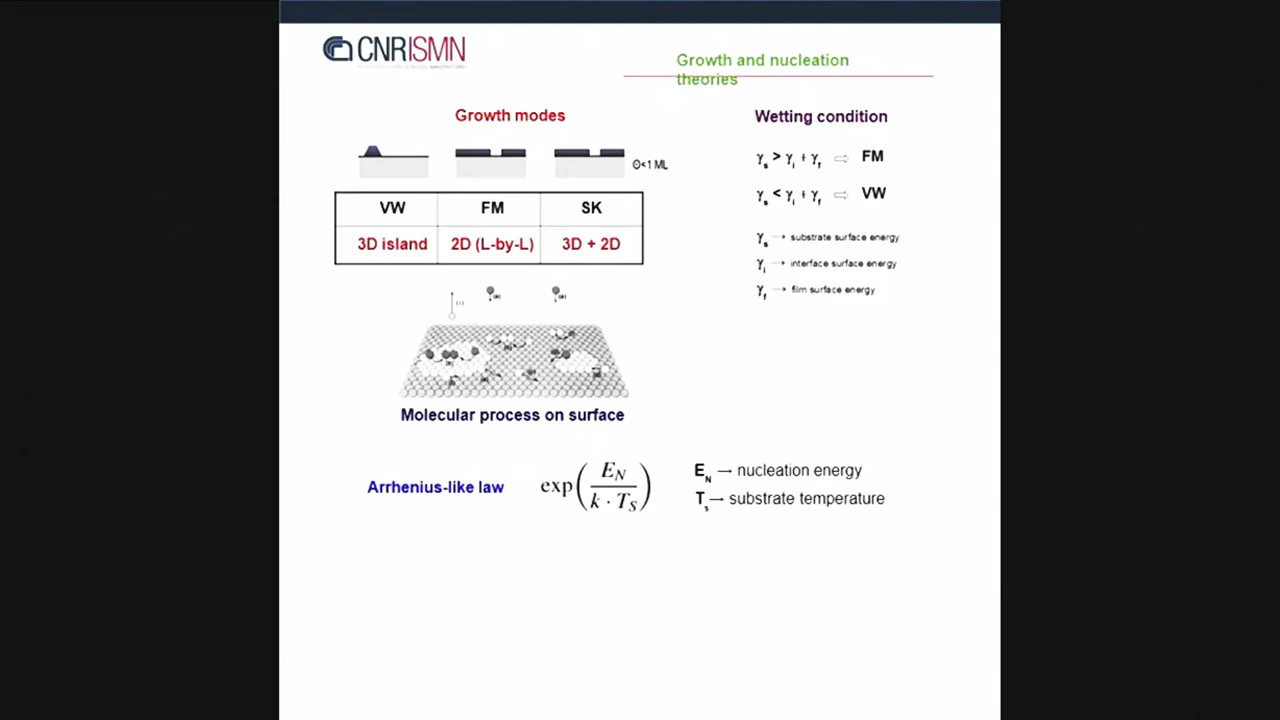 CNRISMN
Growth and nucleation
theories
Growth modes
Θ<1 ML
VW FM SK
3D island 2D (L-by-L) 3D + 2D
Molecular process on surface
Wetting condition
γs > γi + γf ⇨ FM
γs < γi + γf ⇨ VW
γs → substrate surface energy
γi → interface surface energy
γf → film surface energy
Arrhenius-like law exp(EN / k · TS)
EN → nucleation energy
Ts → substrate temperature